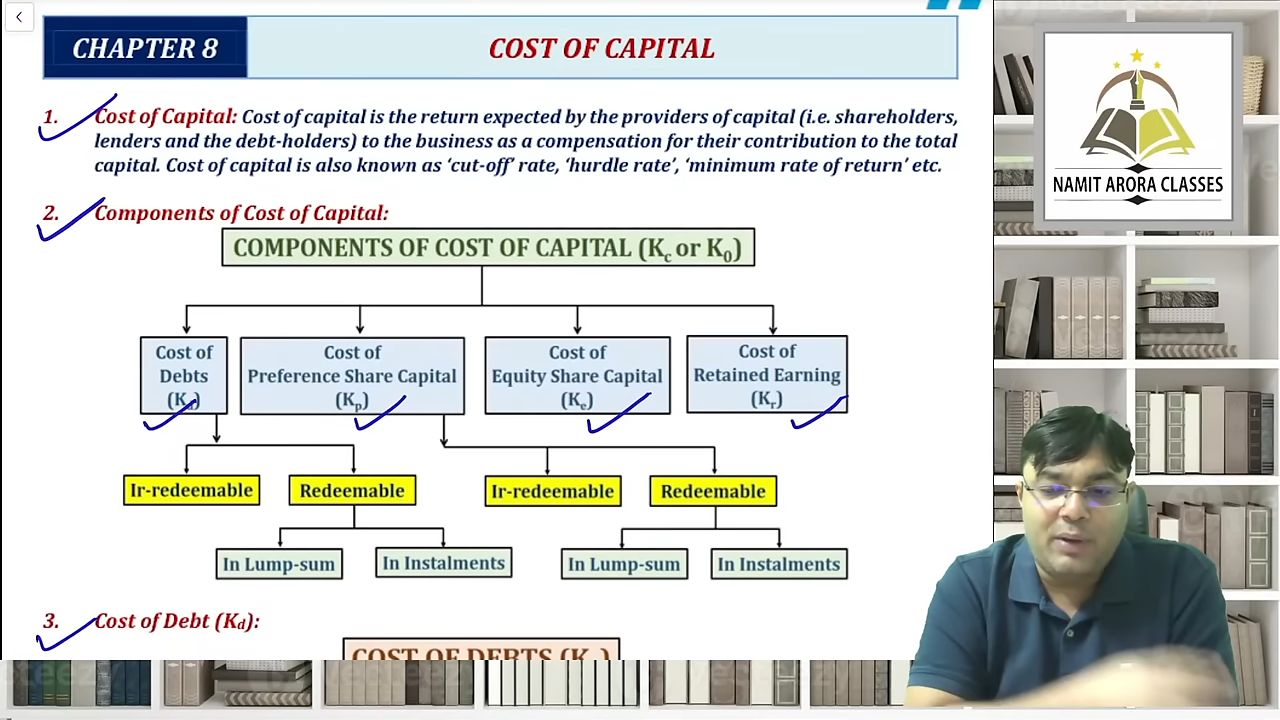 CHAPTER 8
COST OF CAPITAL
1. Cost of Capital: Cost of capital is the return expected by the providers of capital (i.e. shareholders,
lenders and the debt-holders) to the business as a compensation for their contribution to the total
capital. Cost of capital is also known as ‘cut-off’ rate, ‘hurdle rate’, ‘minimum rate of return’ etc.
2. Components of Cost of Capital:
COMPONENTS OF COST OF CAPITAL (Kc or K0)
Cost of
Debts
(Kd)
Cost of
Preference Share Capital
(Kp)
Cost of
Equity Share Capital
(Ke)
Cost of
Retained Earning
(Kr)
Ir-redeemable
Redeemable
Ir-redeemable
Redeemable
In Lump-sum
In Instalments
In Lump-sum
In Instalments
3. Cost of Debt (Kd):
COST OF DEBTS (K
NAMIT ARORA CLASSES